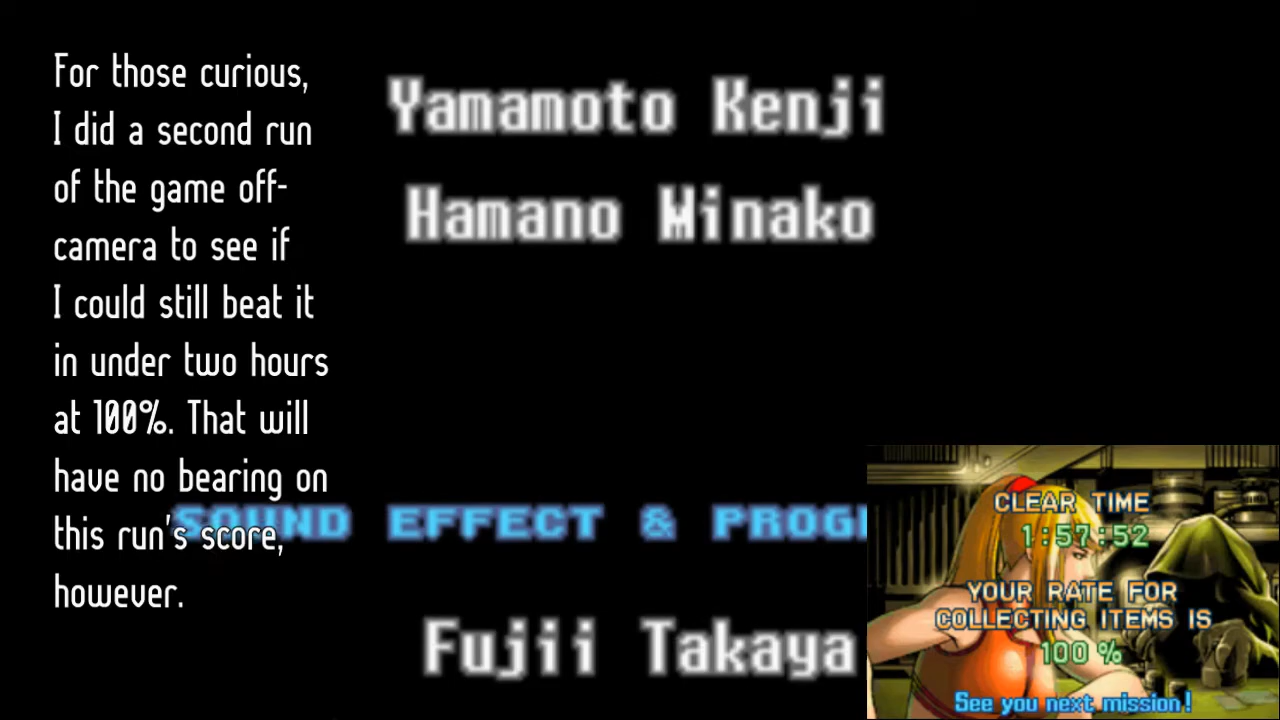 For those curious,
I did a second run
of the game off-
camera to see if
I could still beat it
in under two hours
at 100%. That will
have no bearing on
this run's score,
however.
Yamamoto Kenji
Hamano Minako
SOUND EFFECT & PROG
Fujii Takaya
CLEAR TIME
1:57:52
YOUR RATE FOR
COLLECTING ITEMS IS
100 %
See you next mission!